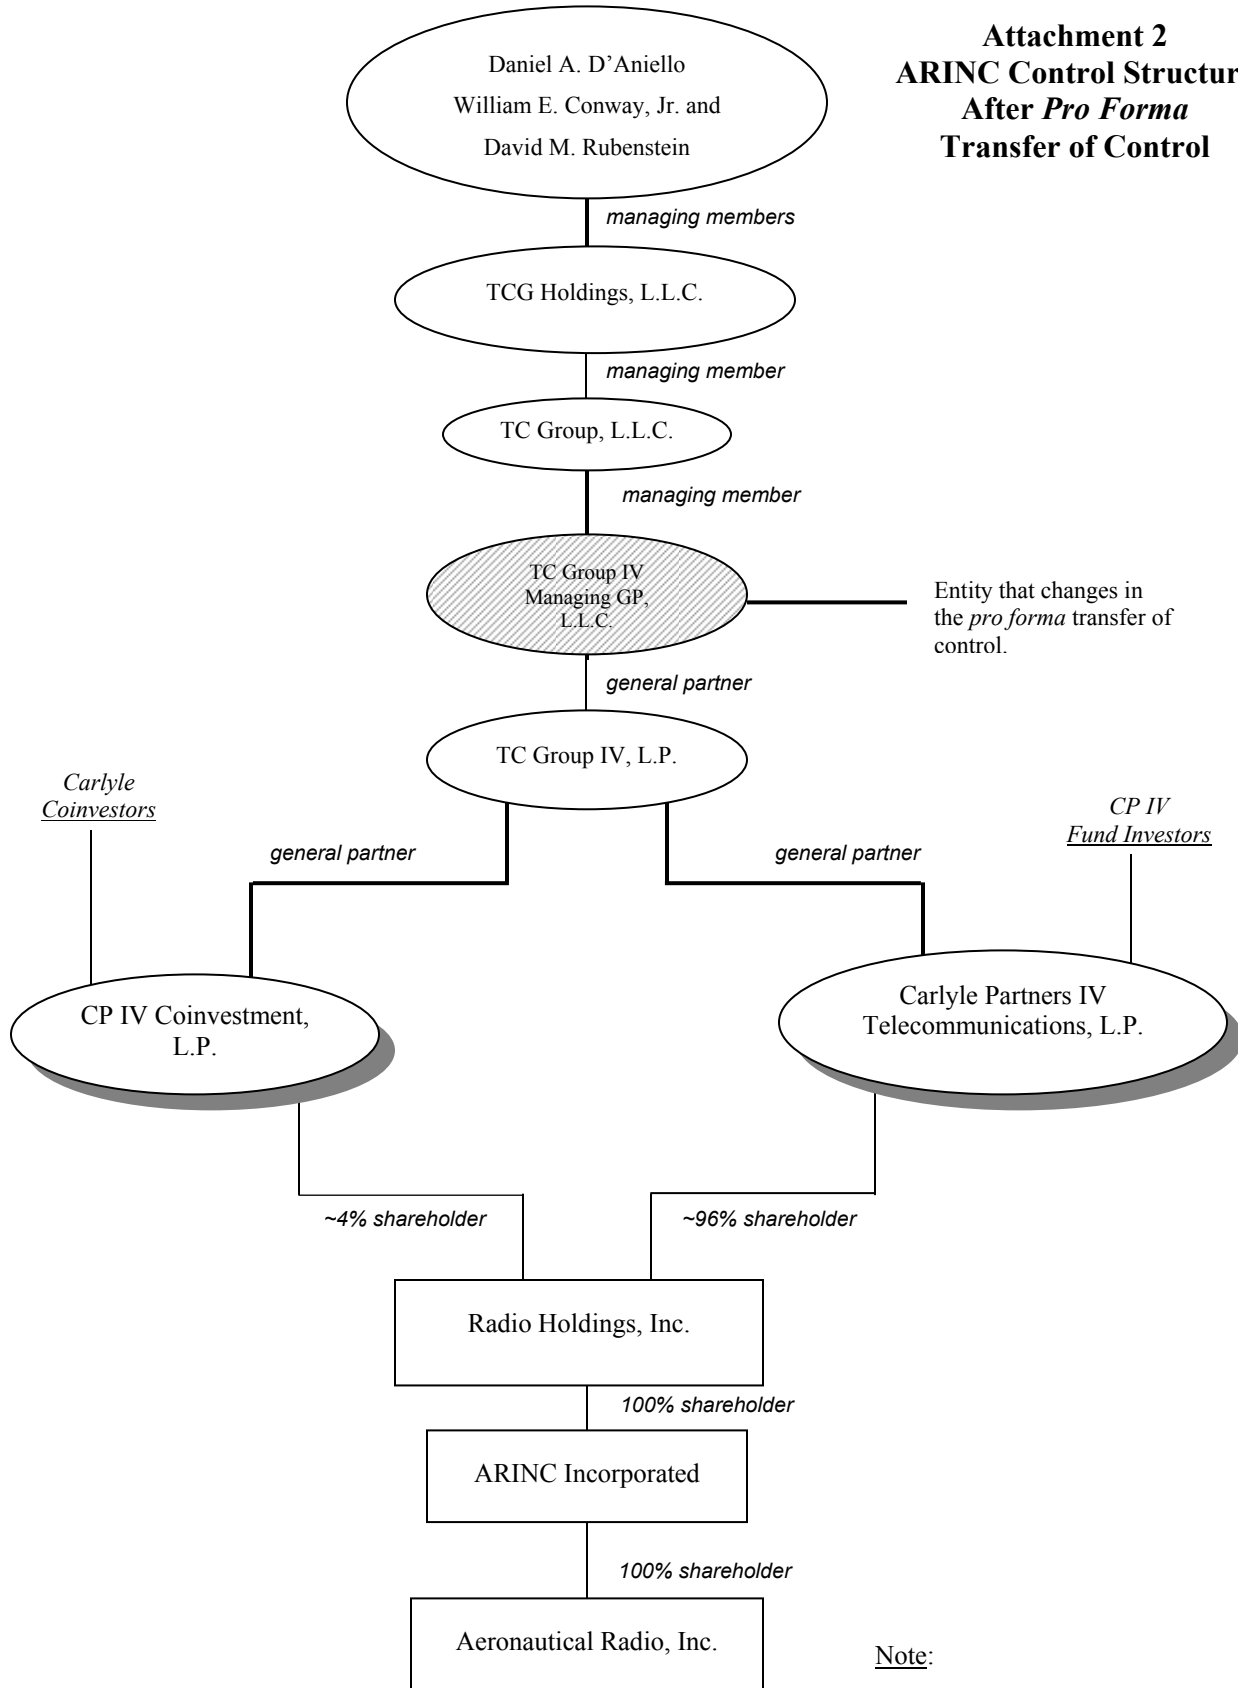 Attachment 2
ARINC Control Structur
After Pro Forma
Transfer of Control
Daniel A. D’Aniello
William E. Conway, Jr. and
David M. Rubenstein
managing members
TCG Holdings, L.L.C.
managing member
TC Group, L.L.C.
managing member
TC Group IV
Managing GP,
L.L.C.
Entity that changes in
the pro forma transfer of
control.
general partner
TC Group IV, L.P.
Carlyle
Coinvestors
CP IV
Fund Investors
general partner
general partner
CP IV Coinvestment,
L.P.
Carlyle Partners IV
Telecommunications, L.P.
~4% shareholder
~96% shareholder
Radio Holdings, Inc.
100% shareholder
ARINC Incorporated
100% shareholder
Aeronautical Radio, Inc.
Note: